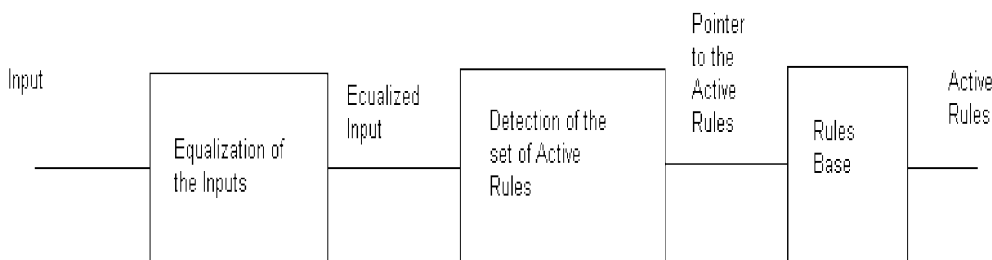 Input
Equalization of
the Inputs
Ecualized
Input
Detection of the
set of Active
Rules
Pointer
to the
Active
Rules
Rules
Base
Active
Rules